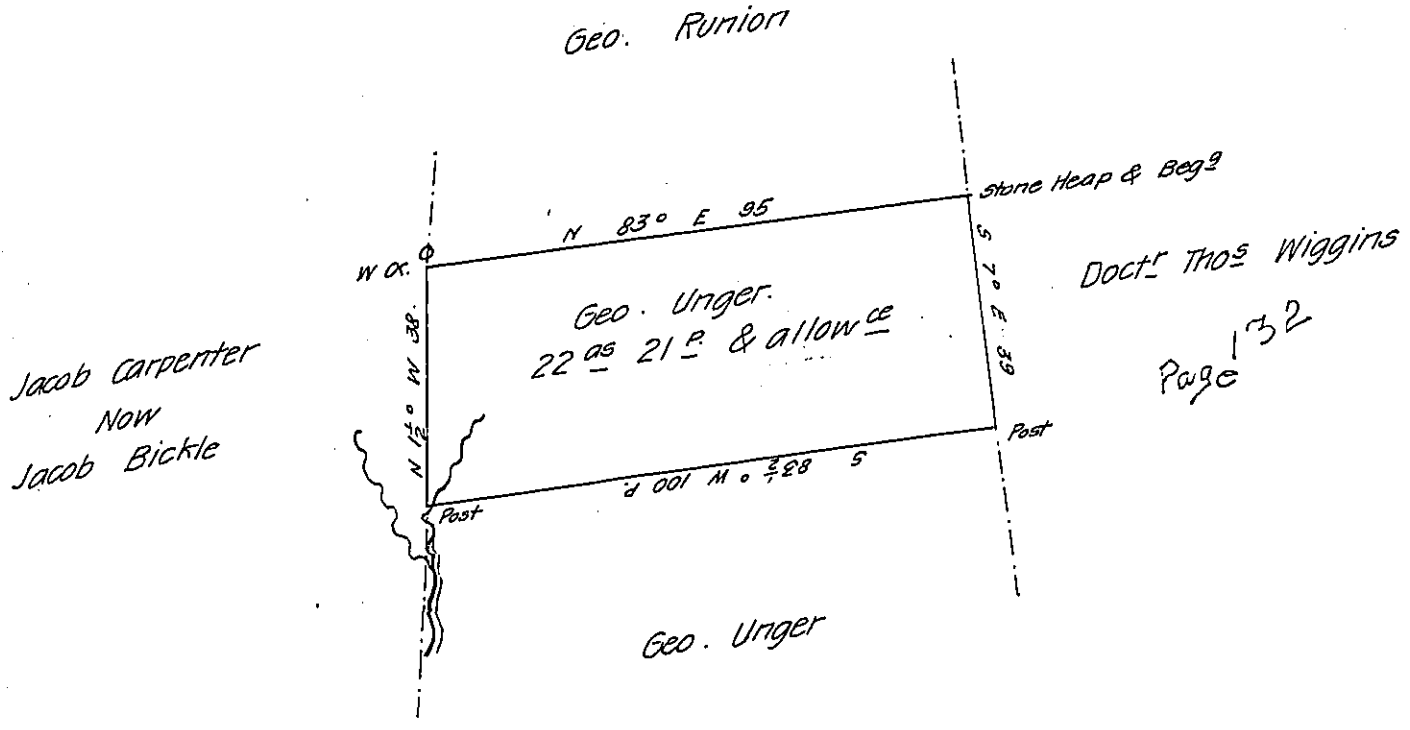 Geo. Runion
Stone Heap & Begg
N 83° E 95
W O.
S 7° E 39
Doctr Thos Wiggins
Page 132
Geo. Unger.
22 as 21 P. & allowce
N 1½° W 38.
Jacob Carpenter
Now
Jacob Bickle
Post
S 83½° W 100 P.
Post
Geo. Unger